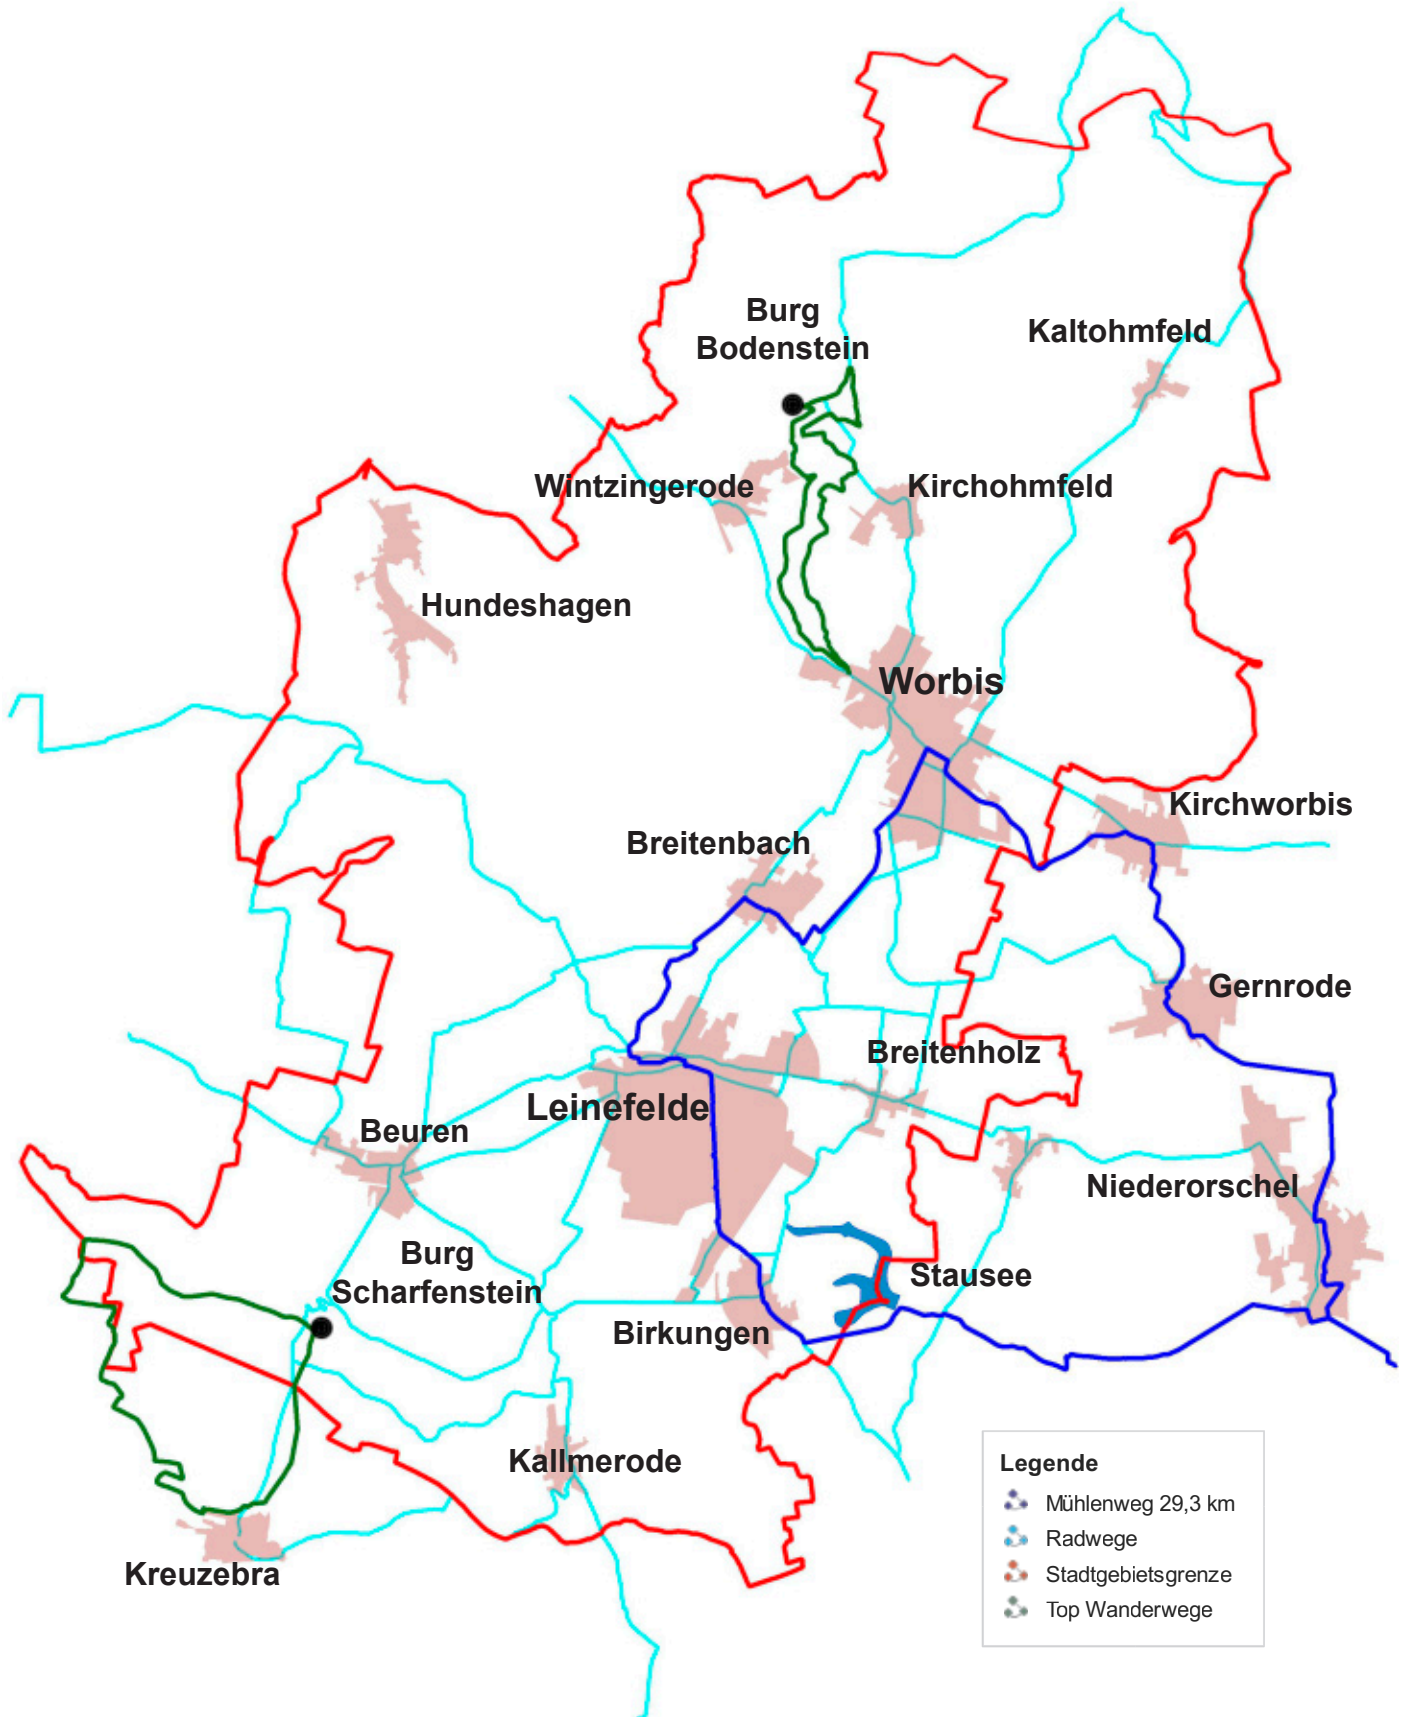 Burg
Bodenstein
Kaltohmfeld
Wintzingerode
Kirchohmfeld
Hundeshagen
Worbis
Kirchworbis
Breitenbach
Gernrode
Breitenholz
Leinefelde
Beuren
Niederorschel
Burg
Scharfenstein
Stausee
Birkungen
Kallmerode
Kreuzebra
Legende
Mühlenweg 29,3 km
Radwege
Stadtgebietsgrenze
Top Wanderwege